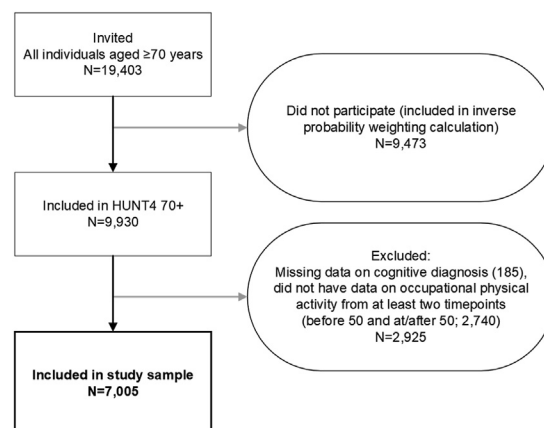 Invited
All individuals aged ≥70 years
N=19,403
Did not participate (included in inverse
probability weighting calculation)
N=9,473
Included in HUNT4 70+
N=9,930
Excluded:
Missing data on cognitive diagnosis (185),
did not have data on occupational physical
activity from at least two timepoints
(before 50 and at/after 50; 2,740)
N=2,925
Included in study sample
N=7,005